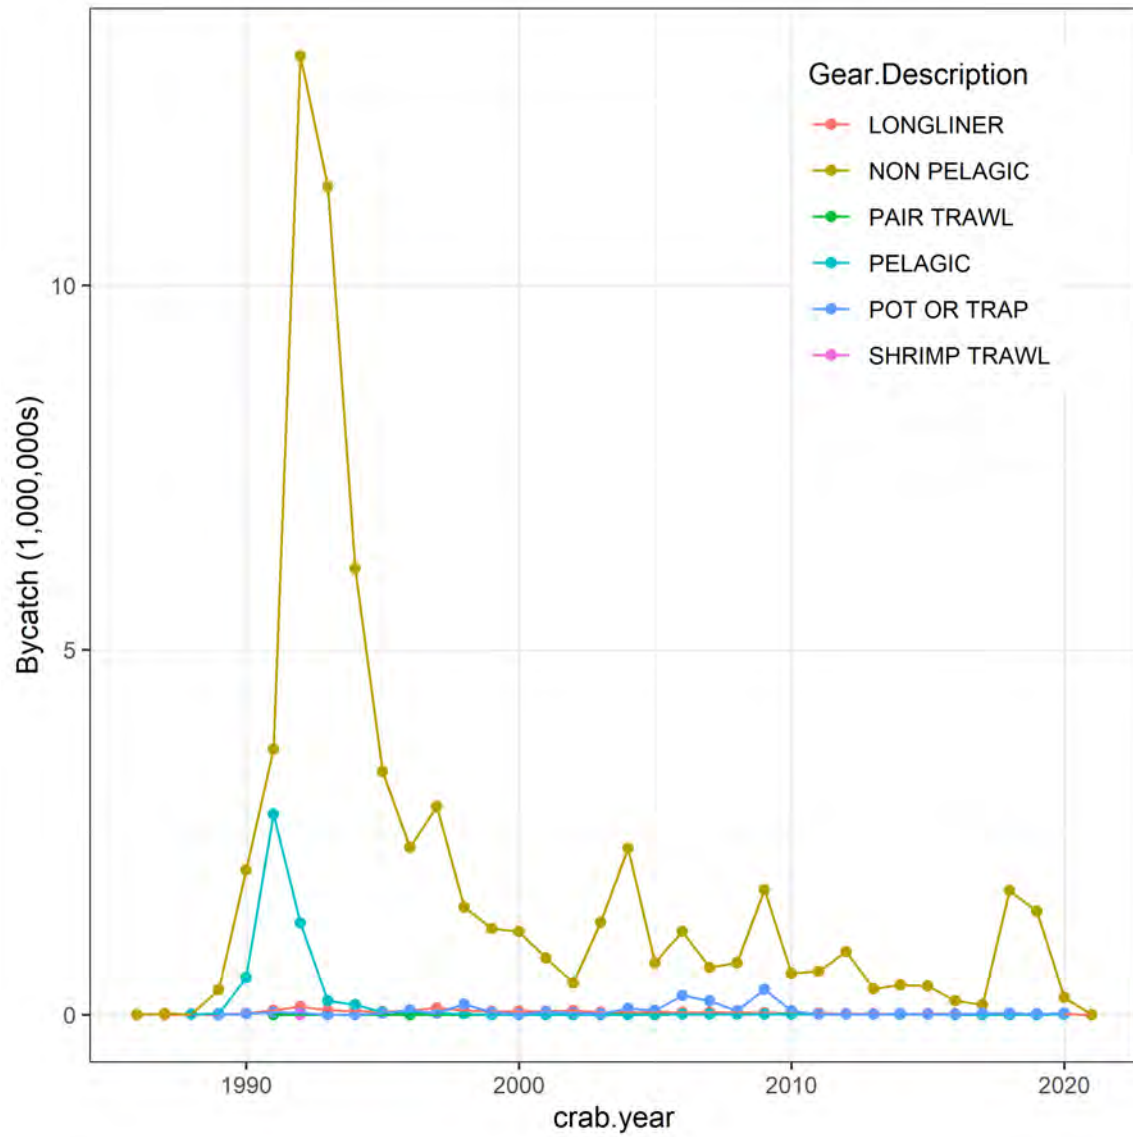 Gear.Description
LONGLINER
NON PELAGIC
PAIR TRAWL
PELAGIC
POT OR TRAP
SHRIMP TRAWL
Bycatch (1,000,000s)
10
5
0
1990
2000
2010
2020
crab.year